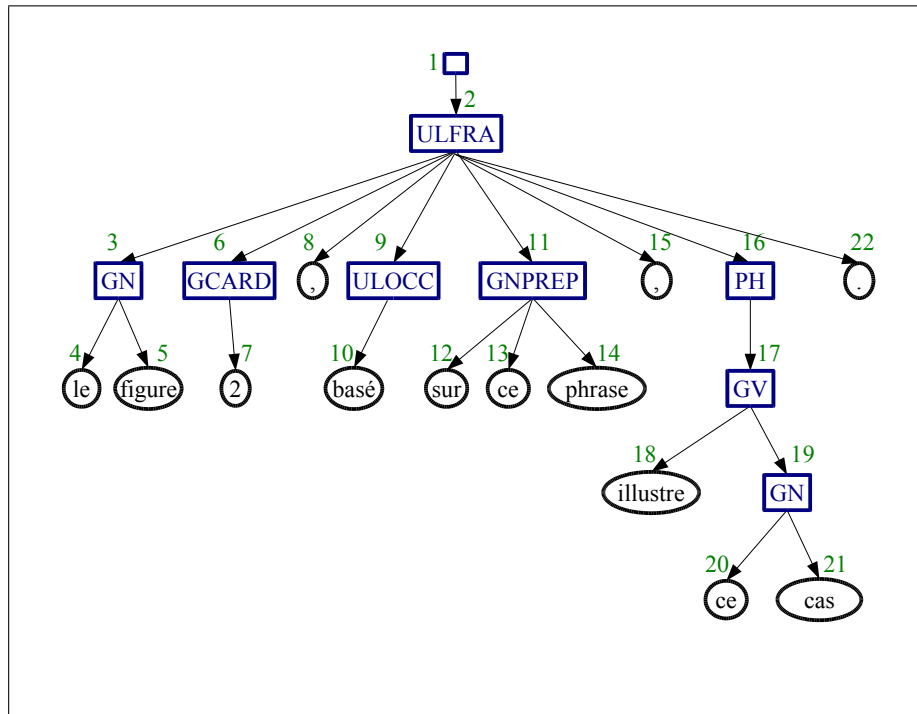 1
2
ULFRA
3 6 8 9 11 15 16 22
GN GCARD , ULOCC GNPREP , PH .
4 5 7 10 12 13 14 17
le figure 2 basé sur ce phrase GV
18 19
illustre GN
20 21
ce cas